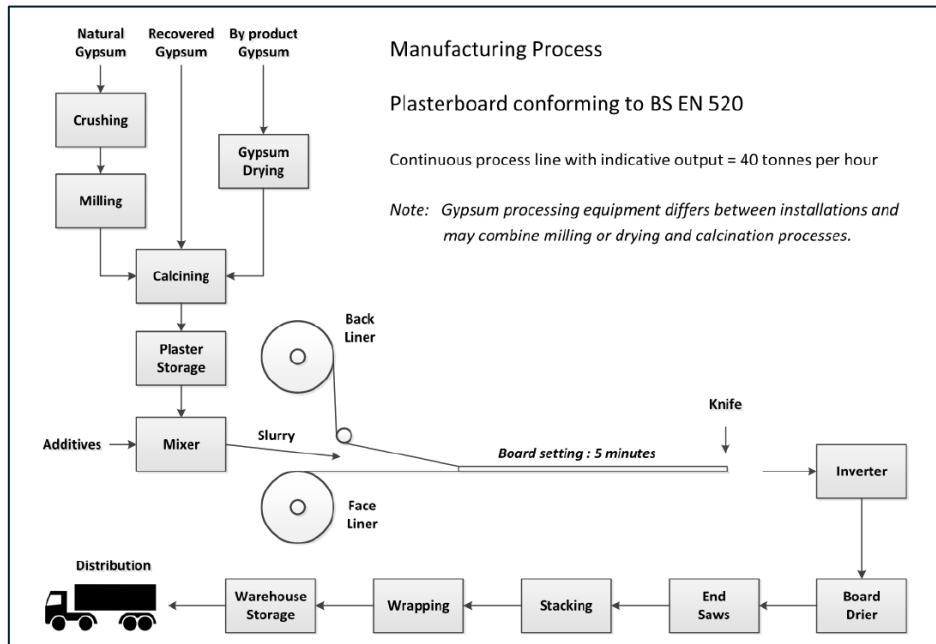 Natural
Gypsum
Recovered
Gypsum
By product
Gypsum
Manufacturing Process
Plasterboard conforming to BS EN 520
Continuous process line with indicative output = 40 tonnes per hour
Note: Gypsum processing equipment differs between installations and
may combine milling or drying and calcination processes.
Crushing
Gypsum
Drying
Milling
Calcining
Plaster
Storage
Back
Liner
Additives
Mixer
Slurry
Board setting : 5 minutes
Knife
Inverter
Face
Liner
Distribution
Warehouse
Storage
Wrapping
Stacking
End
Saws
Board
Drier